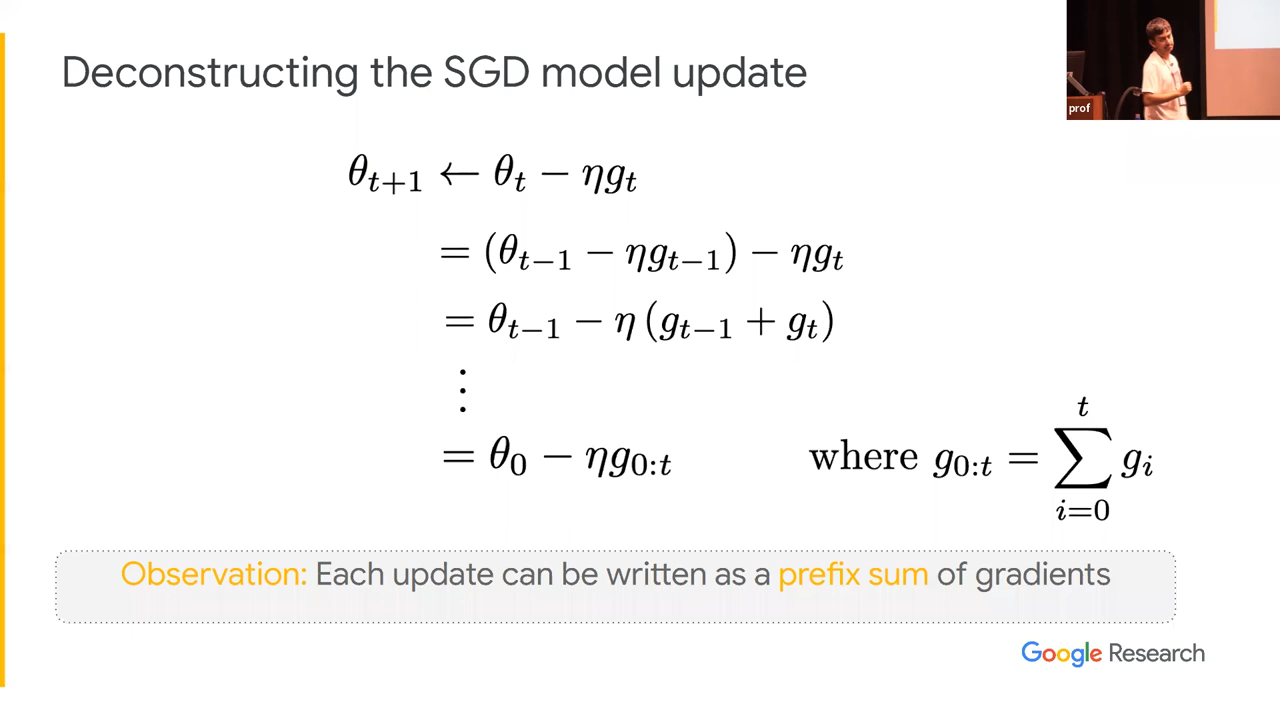 prof
Deconstructing the SGD model update
θ_{t+1} ← θ_t − ηg_t
= (θ_{t−1} − ηg_{t−1}) − ηg_t
= θ_{t−1} − η (g_{t−1} + g_t)
⋮
= θ_0 − ηg_{0:t} where g_{0:t} = \sum_{i=0}^{t} g_i
Observation: Each update can be written as a prefix sum of gradients
Google Research